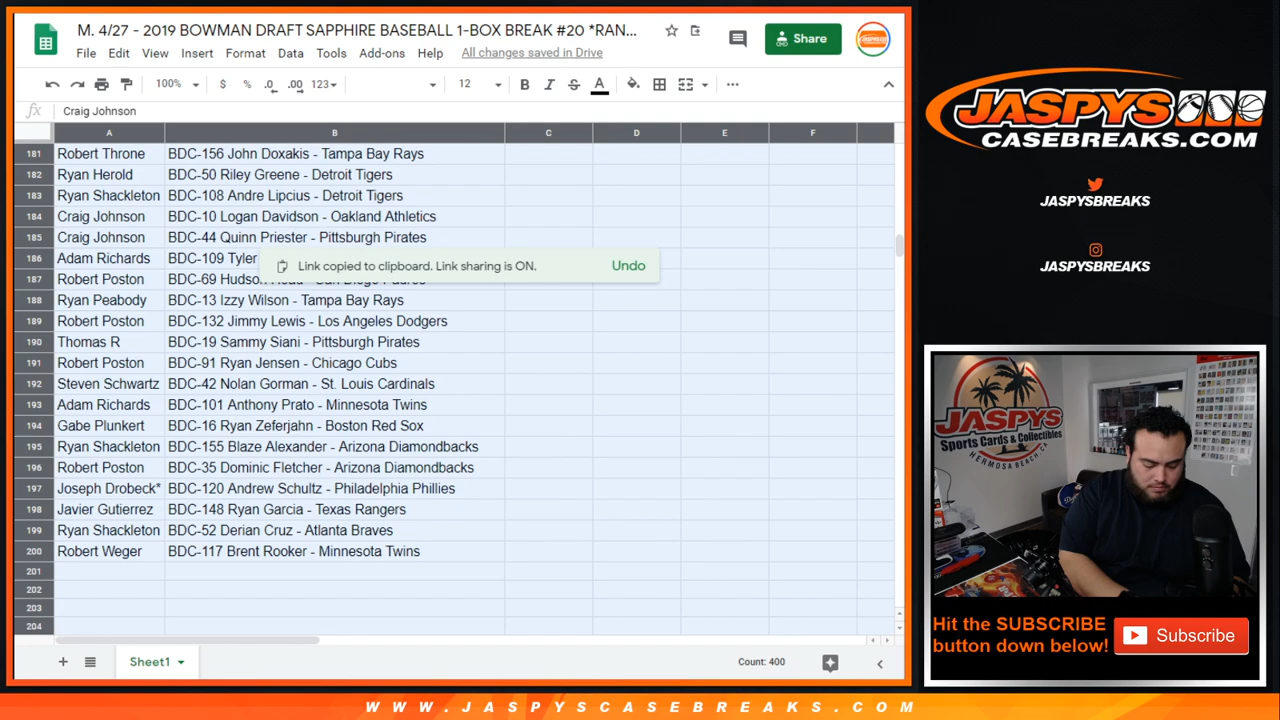 M. 4/27 - 2019 BOWMAN DRAFT SAPPHIRE BASEBALL 1-BOX BREAK #20 *RAN...
File Edit View Insert Format Data Tools Add-ons Help All changes saved in Drive
Share
100% $ % .0 .00 123 12 B I S A
fx Craig Johnson
A B C D E F
181 Robert Throne BDC-156 John Doxakis - Tampa Bay Rays
182 Ryan Herold BDC-50 Riley Greene - Detroit Tigers
183 Ryan Shackleton BDC-108 Andre Lipcius - Detroit Tigers
184 Craig Johnson BDC-10 Logan Davidson - Oakland Athletics
185 Craig Johnson BDC-44 Quinn Priester - Pittsburgh Pirates
186 Adam Richards BDC-109 Tyler
Link copied to clipboard. Link sharing is ON. Undo
187 Robert Poston BDC-69 Hudson
188 Ryan Peabody BDC-13 Izzy Wilson - Tampa Bay Rays
189 Robert Poston BDC-132 Jimmy Lewis - Los Angeles Dodgers
190 Thomas R BDC-19 Sammy Siani - Pittsburgh Pirates
191 Robert Poston BDC-91 Ryan Jensen - Chicago Cubs
192 Steven Schwartz BDC-42 Nolan Gorman - St. Louis Cardinals
193 Adam Richards BDC-101 Anthony Prato - Minnesota Twins
194 Gabe Plunkert BDC-16 Ryan Zeferjahn - Boston Red Sox
195 Ryan Shackleton BDC-155 Blaze Alexander - Arizona Diamondbacks
196 Robert Poston BDC-35 Dominic Fletcher - Arizona Diamondbacks
197 Joseph Drobeck* BDC-120 Andrew Schultz - Philadelphia Phillies
198 Javier Gutierrez BDC-148 Ryan Garcia - Texas Rangers
199 Ryan Shackleton BDC-52 Derian Cruz - Atlanta Braves
200 Robert Weger BDC-117 Brent Rooker - Minnesota Twins
201
202
203
204
Sheet1 Count: 400
JASPYS
CASEBREAKS.COM
JASPYSBREAKS
JASPYSBREAKS
JASPYS
Sports Cards & Collectibles
HERMOSA BEACH, CA
Hit the SUBSCRIBE
button down below!
Subscribe
WWW.JASPYSCASEBREAKS.COM